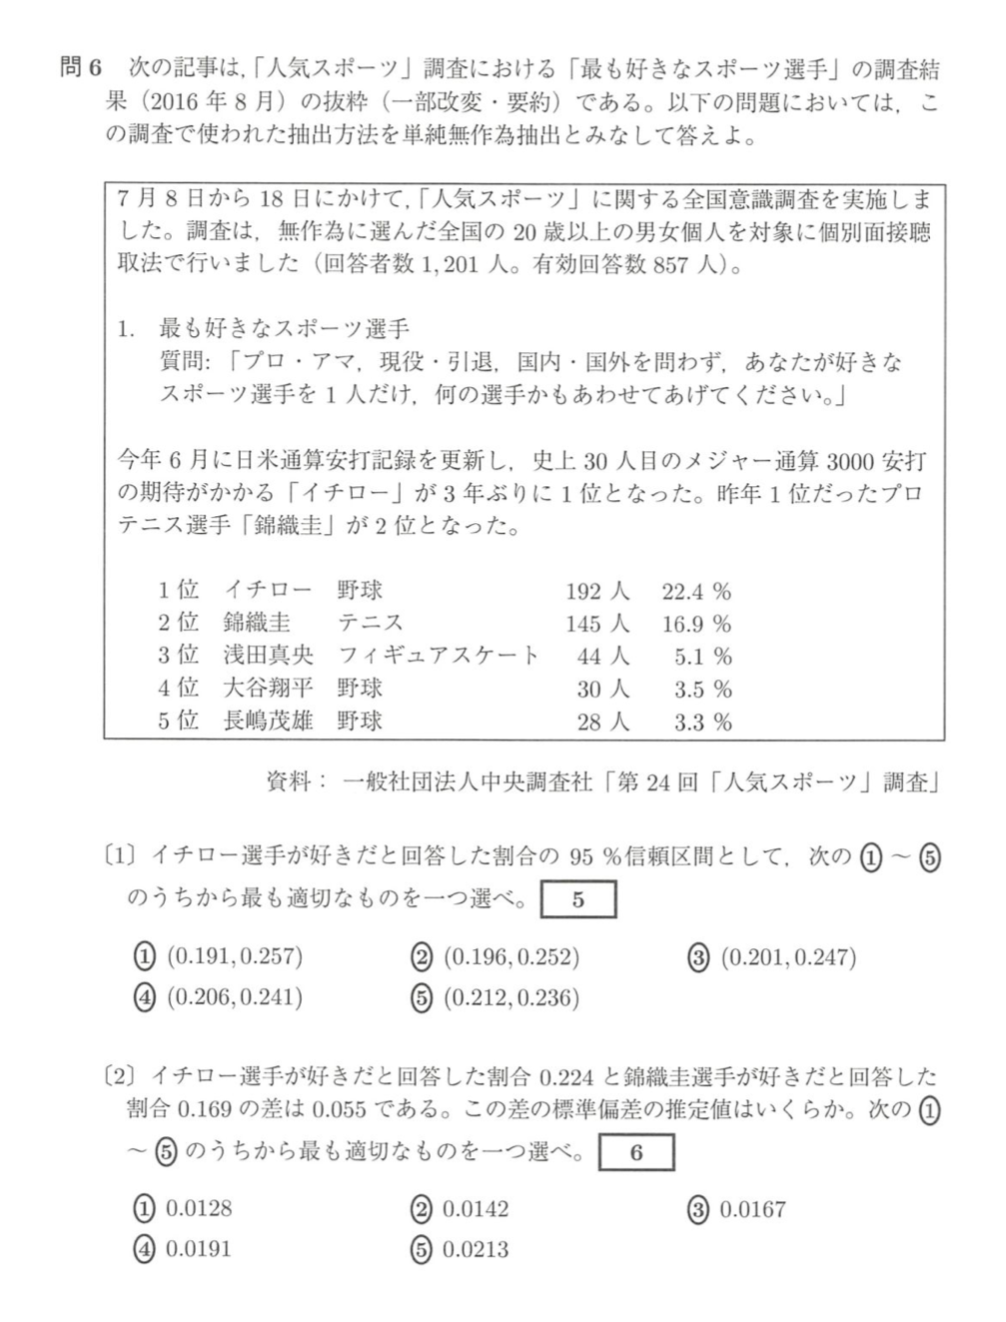 問 6　次の記事は，「人気スポーツ」調査における「最も好きなスポーツ選手」の調査結
果（2016 年 8 月）の抜粋（一部改変・要約）である。以下の問題においては，こ
の調査で使われた抽出方法を単純無作為抽出とみなして答えよ。
7 月 8 日から 18 日にかけて，「人気スポーツ」に関する全国意識調査を実施しま
した。調査は，無作為に選んだ全国の 20 歳以上の男女個人を対象に個別面接聴
取法で行いました（回答者数 1,201 人。有効回答数 857 人）。
1.　最も好きなスポーツ選手
質問:「プロ・アマ，現役・引退，国内・国外を問わず，あなたが好きな
スポーツ選手を 1 人だけ，何の選手かもあわせてあげてください。」
今年 6 月に日米通算安打記録を更新し，史上 30 人目のメジャー通算 3000 安打
の期待がかかる「イチロー」が 3 年ぶりに 1 位となった。昨年 1 位だったプロ
テニス選手「錦織圭」が 2 位となった。
1 位　イチロー　野球　192 人　22.4 %
2 位　錦織圭　テニス　145 人　16.9 %
3 位　浅田真央　フィギュアスケート　44 人　5.1 %
4 位　大谷翔平　野球　30 人　3.5 %
5 位　長嶋茂雄　野球　28 人　3.3 %
資料： 一般社団法人中央調査社「第 24 回「人気スポーツ」調査」
〔1〕イチロー選手が好きだと回答した割合の 95 %信頼区間として，次の ① ～ ⑤
のうちから最も適切なものを一つ選べ。 5
① (0.191, 0.257)　② (0.196, 0.252)　③ (0.201, 0.247)
④ (0.206, 0.241)　⑤ (0.212, 0.236)
〔2〕イチロー選手が好きだと回答した割合 0.224 と錦織圭選手が好きだと回答した
割合 0.169 の差は 0.055 である。この差の標準偏差の推定値はいくらか。次の ①
～ ⑤ のうちから最も適切なものを一つ選べ。 6
① 0.0128　② 0.0142　③ 0.0167
④ 0.0191　⑤ 0.0213